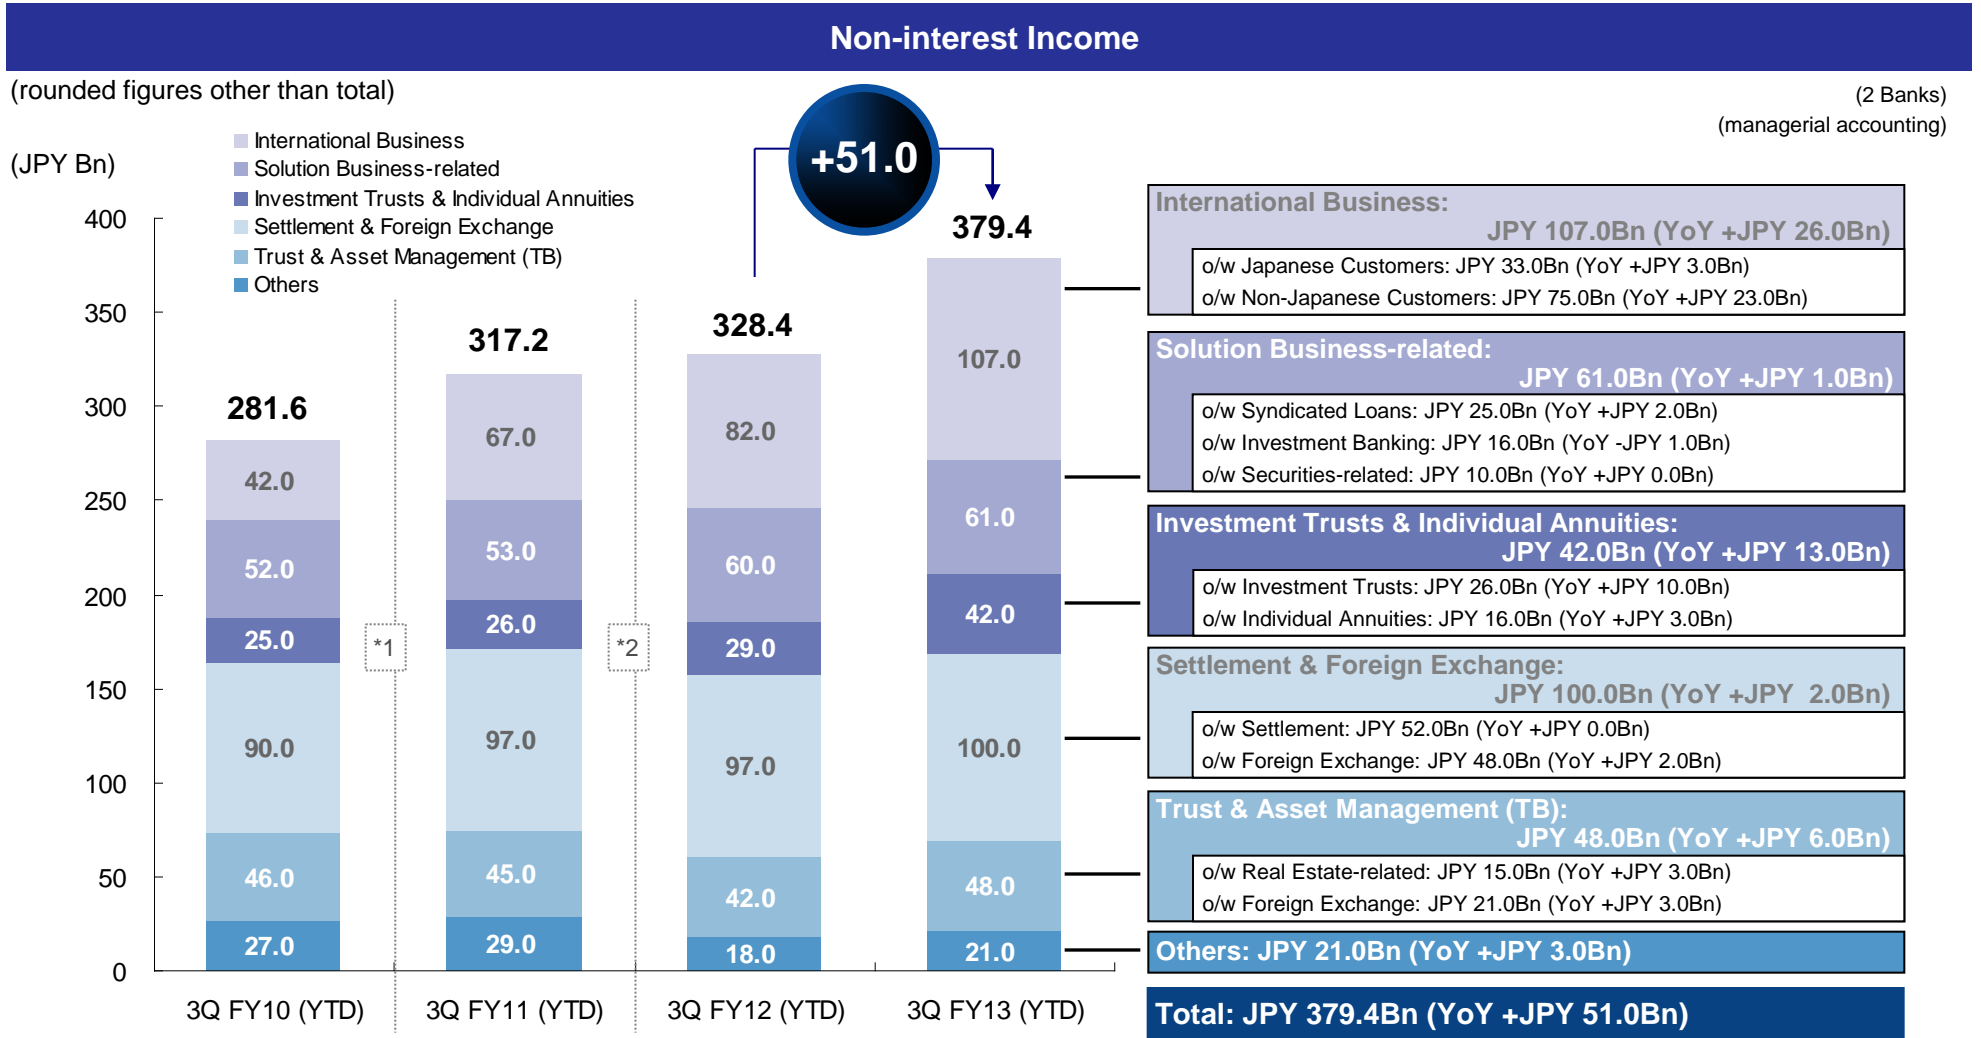 Non-interest Income
(rounded figures other than total)
(2 Banks)
(managerial accounting)
(JPY Bn)
International Business
Solution Business-related
Investment Trusts & Individual Annuities
Settlement & Foreign Exchange
Trust & Asset Management (TB)
Others
+51.0
400
350
300
250
200
150
100
50
0
281.6
42.0
52.0
25.0
90.0
46.0
27.0
*1
317.2
67.0
53.0
26.0
97.0
45.0
29.0
*2
328.4
82.0
60.0
29.0
97.0
42.0
18.0
379.4
107.0
61.0
42.0
100.0
48.0
21.0
3Q FY10 (YTD)
3Q FY11 (YTD)
3Q FY12 (YTD)
3Q FY13 (YTD)
International Business:
JPY 107.0Bn (YoY +JPY 26.0Bn)
o/w Japanese Customers: JPY 33.0Bn (YoY +JPY 3.0Bn)
o/w Non-Japanese Customers: JPY 75.0Bn (YoY +JPY 23.0Bn)
Solution Business-related:
JPY 61.0Bn (YoY +JPY 1.0Bn)
o/w Syndicated Loans: JPY 25.0Bn (YoY +JPY 2.0Bn)
o/w Investment Banking: JPY 16.0Bn (YoY -JPY 1.0Bn)
o/w Securities-related: JPY 10.0Bn (YoY +JPY 0.0Bn)
Investment Trusts & Individual Annuities:
JPY 42.0Bn (YoY +JPY 13.0Bn)
o/w Investment Trusts: JPY 26.0Bn (YoY +JPY 10.0Bn)
o/w Individual Annuities: JPY 16.0Bn (YoY +JPY 3.0Bn)
Settlement & Foreign Exchange:
JPY 100.0Bn (YoY +JPY 2.0Bn)
o/w Settlement: JPY 52.0Bn (YoY +JPY 0.0Bn)
o/w Foreign Exchange: JPY 48.0Bn (YoY +JPY 2.0Bn)
Trust & Asset Management (TB):
JPY 48.0Bn (YoY +JPY 6.0Bn)
o/w Real Estate-related: JPY 15.0Bn (YoY +JPY 3.0Bn)
o/w Foreign Exchange: JPY 21.0Bn (YoY +JPY 3.0Bn)
Others: JPY 21.0Bn (YoY +JPY 3.0Bn)
Total: JPY 379.4Bn (YoY +JPY 51.0Bn)